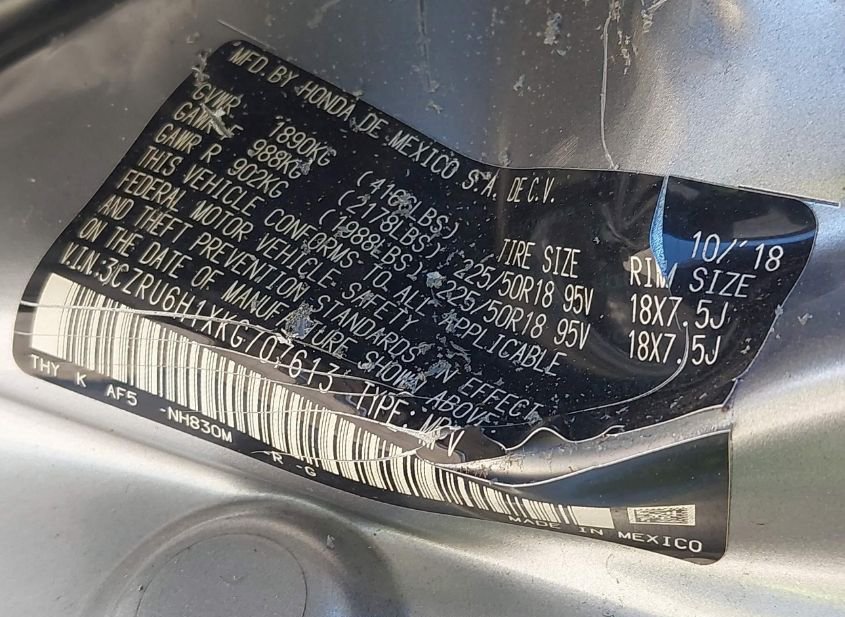 MFD. BY HONDA DE MEXICO S.A. DE C.V. 10/'18
GVWR 1890KG (4166LBS) TIRE SIZE RIM SIZE
GAWR F 988KG (2178LBS) 225/50R18 95V 18X7.5J
GAWR R 902KG (1988LBS) 225/50R18 95V 18X7.5J
THIS VEHICLE CONFORMS TO ALL APPLICABLE
FEDERAL MOTOR VEHICLE SAFETY
AND THEFT PREVENTION STANDARDS IN EFFECT
ON THE DATE OF MANUFACTURE SHOWN ABOVE.
V.I.N.:3CZRU6H1XKG707613 TYPE: MPV
THY K AF5 -NH830M -R -G
MADE IN MEXICO